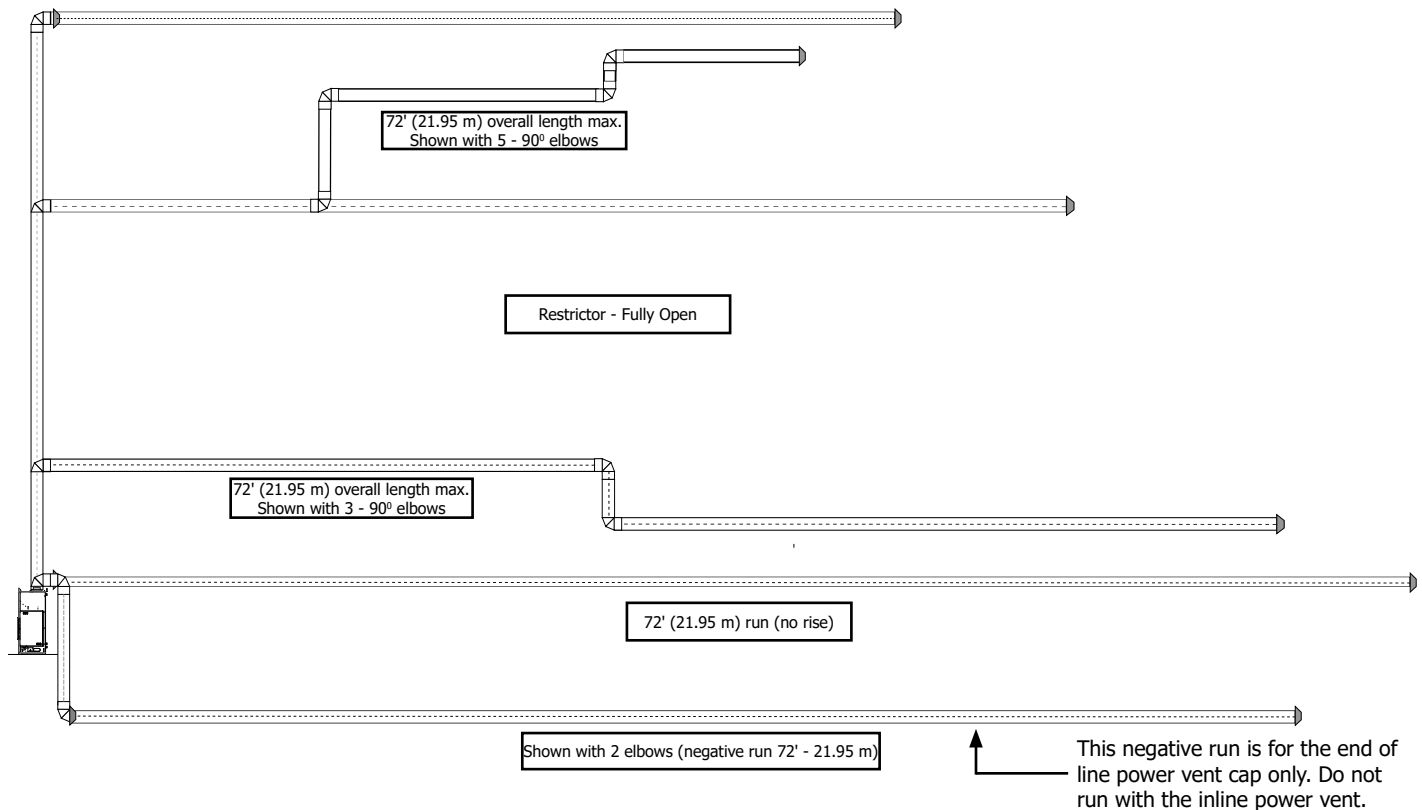 72' (21.95 m) overall length max.
Shown with 5 - 90⁰ elbows
Restrictor - Fully Open
72' (21.95 m) overall length max.
Shown with 3 - 90⁰ elbows
72' (21.95 m) run (no rise)
Shown with 2 elbows (negative run 72' - 21.95 m)
This negative run is for the end of
line power vent cap only. Do not
run with the inline power vent.